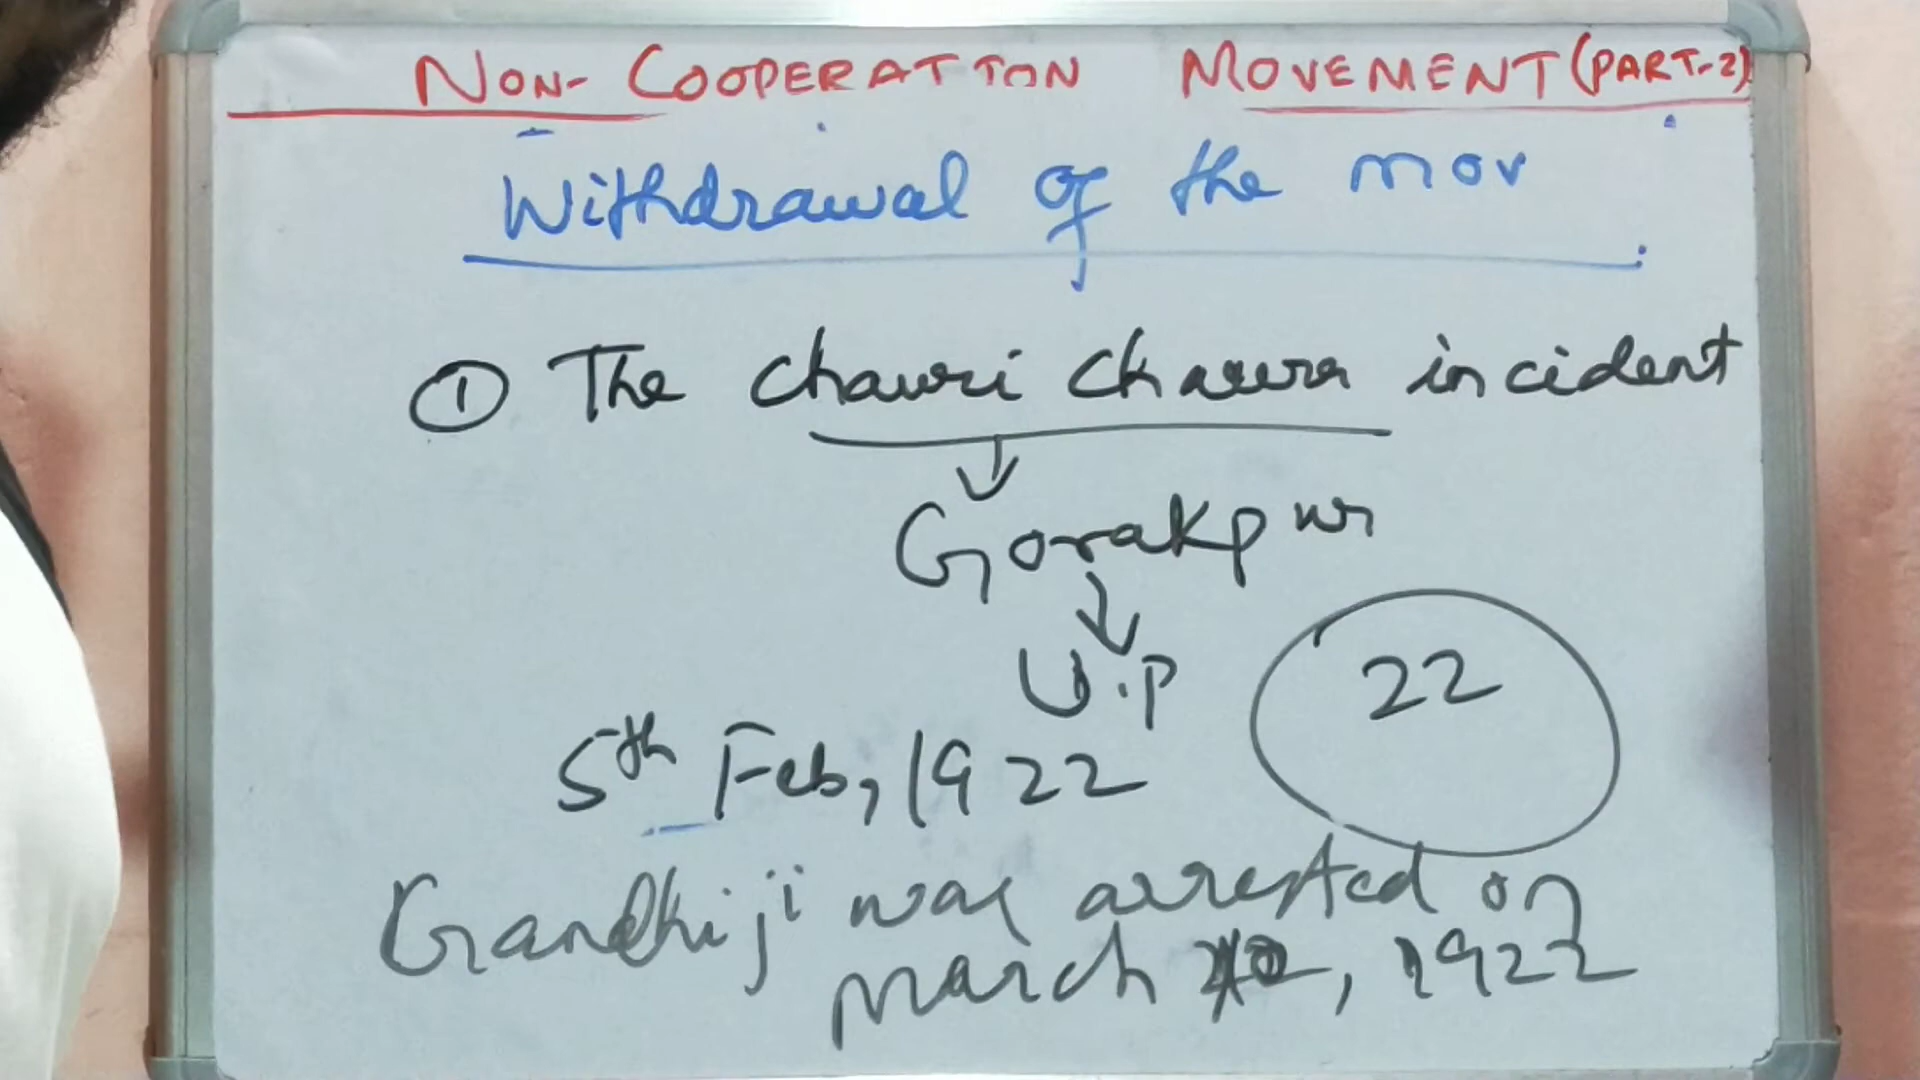 NON-COOPERATION MOVEMENT (PART-2)
Withdrawal of the mov
① The Chauri Chaura incident
Gorakpur
U.P
22
5th Feb, 1922
Gandhiji was arrested on
March , 1922